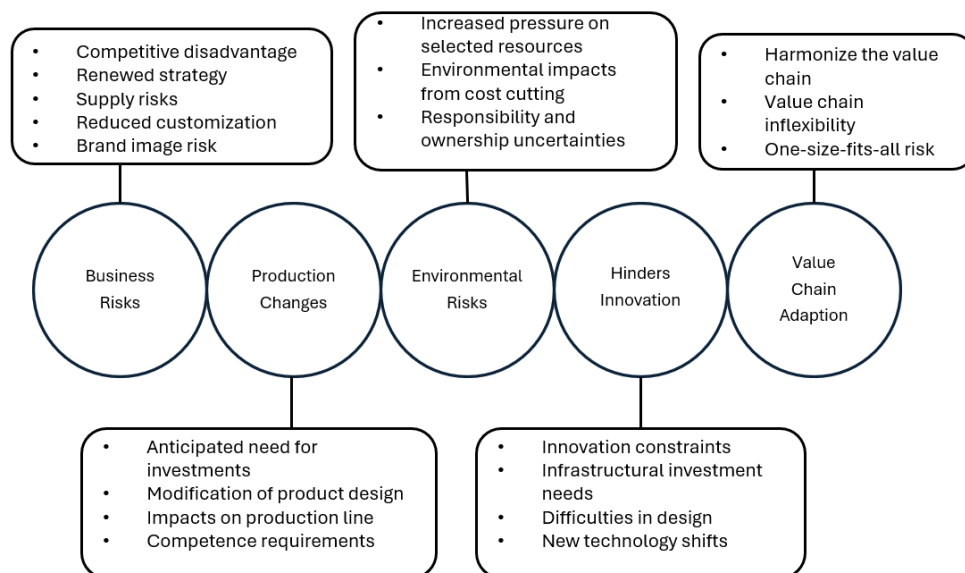 • Competitive disadvantage
• Renewed strategy
• Supply risks
• Reduced customization
• Brand image risk
• Increased pressure on
selected resources
• Environmental impacts
from cost cutting
• Responsibility and
ownership uncertainties
• Harmonize the value
chain
• Value chain
inflexibility
• One-size-fits-all risk
Business
Risks
Production
Changes
Environmental
Risks
Hinders
Innovation
Value
Chain
Adaption
• Anticipated need for
investments
• Modification of product design
• Impacts on production line
• Competence requirements
• Innovation constraints
• Infrastructural investment
needs
• Difficulties in design
• New technology shifts